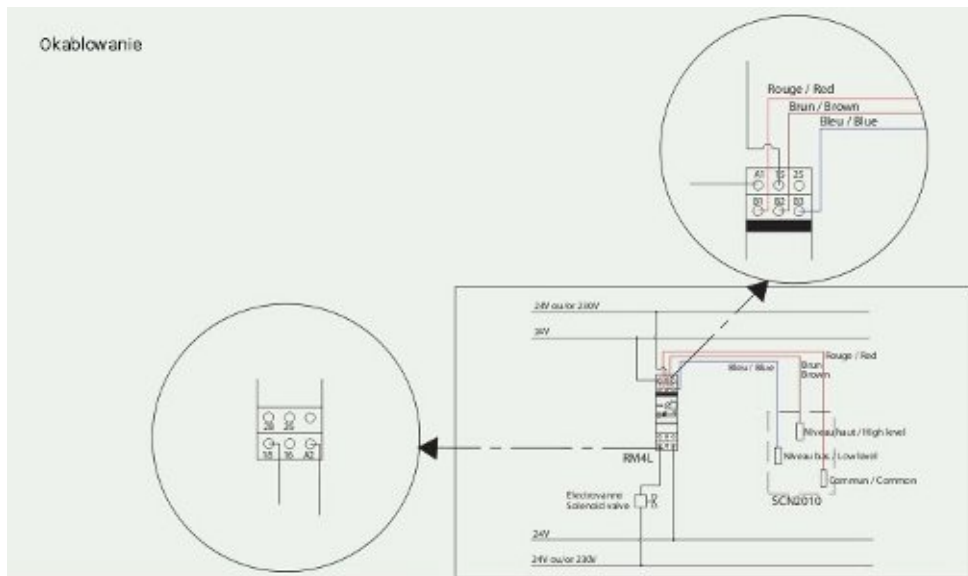 Okablowanie
Rouge / Red
Brun / Brown
Bleu / Blue
A1 15 25
B1 B2 B3
24V ou/or 230V
24V
Rouge / Red
Bleu / Blue
Brun
Brown
28 26
18 16 A2
Niveau haut / High level
RM4L
Niveau bas / Low level
Commun / Common
Electrovanne
Solenoid valve
SCN2010
24V
24V ou/or 230V